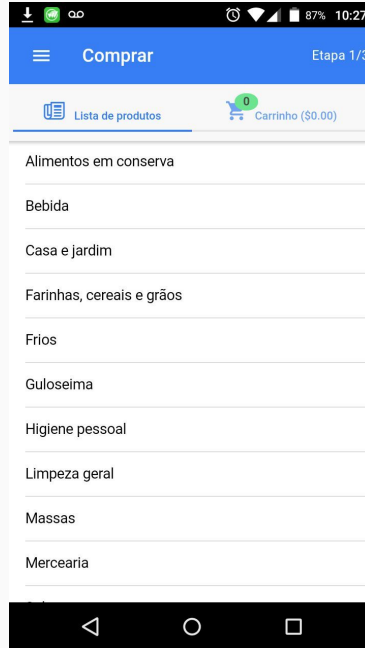 87% 10:27
Comprar
Etapa 1/3
Lista de produtos
0
Carrinho ($0.00)
Alimentos em conserva
Bebida
Casa e jardim
Farinhas, cereais e grãos
Frios
Guloseima
Higiene pessoal
Limpeza geral
Massas
Mercearia